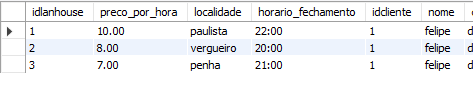 idlanhouse preco_por_hora localidade horario_fechamento idcliente nome
1 10.00 paulista 22:00 1 felipe
2 8.00 vergueiro 20:00 1 felipe
3 7.00 penha 21:00 1 felipe